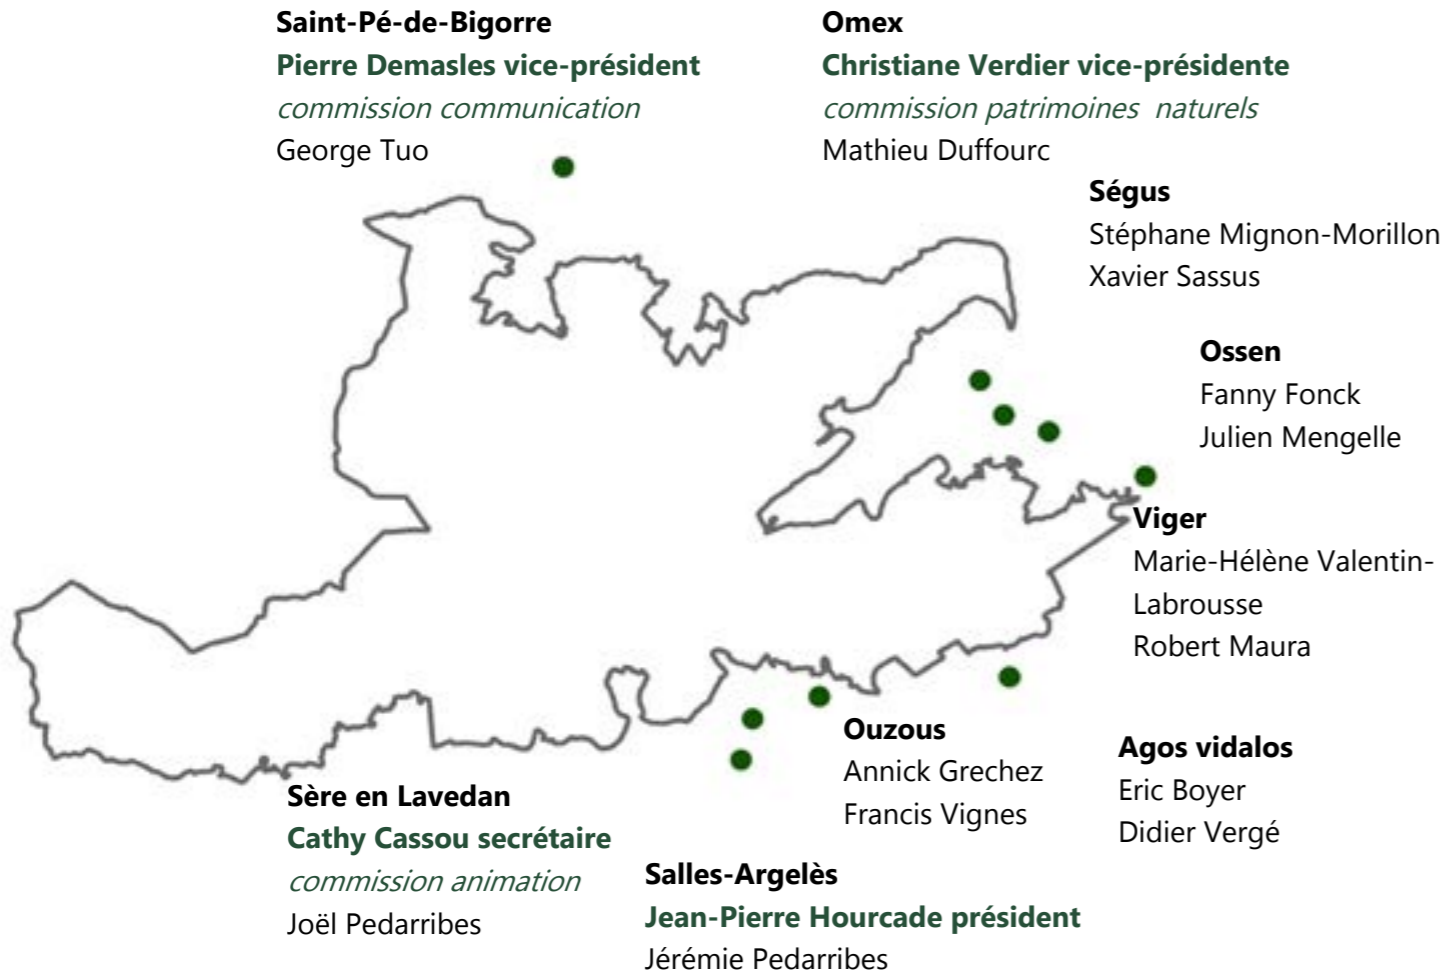 Saint-Pé-de-Bigorre
Pierre Demasles vice-président
commission communication
George Tuo
Omex
Christiane Verdier vice-présidente
commission patrimoines  naturels
Mathieu Duffourc
Ségus
Stéphane Mignon-Morillon
Xavier Sassus
Ossen
Fanny Fonck
Julien Mengelle
Viger
Marie-Hélène Valentin-
Labrousse
Robert Maura
Ouzous
Annick Grechez
Francis Vignes
Agos vidalos
Eric Boyer
Didier Vergé
Sère en Lavedan
Cathy Cassou secrétaire
commission animation
Joël Pedarribes
Salles-Argelès
Jean-Pierre Hourcade président
Jérémie Pedarribes